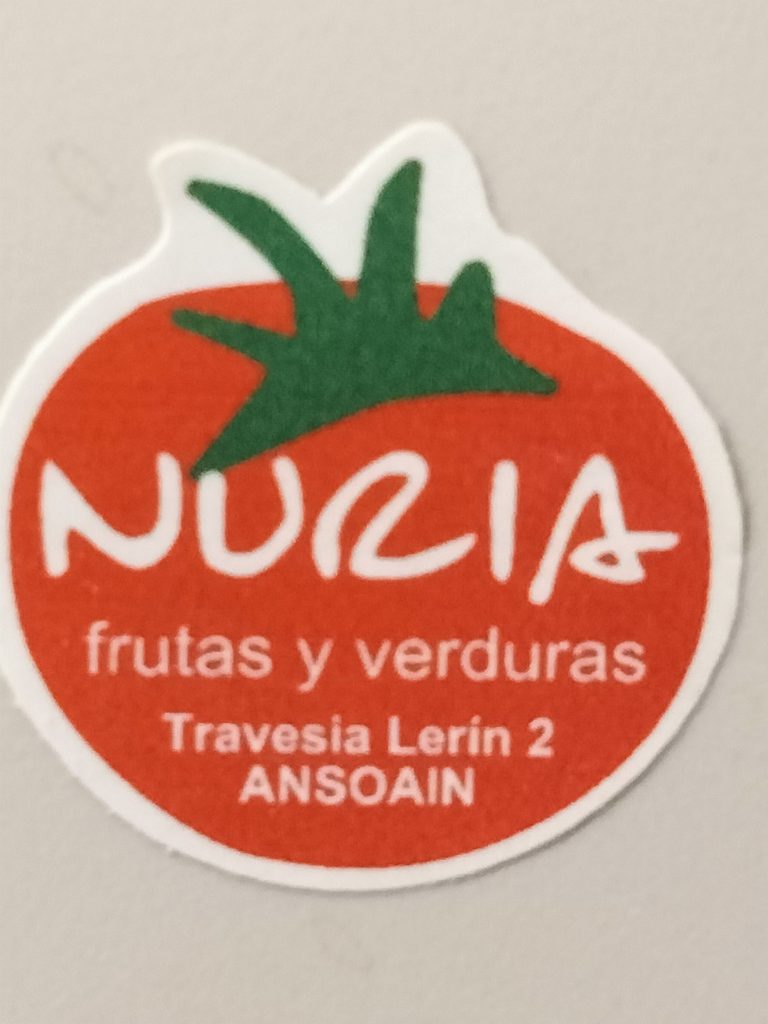 NURIA
frutas y verduras
Travesia Lerín 2
ANSOAIN